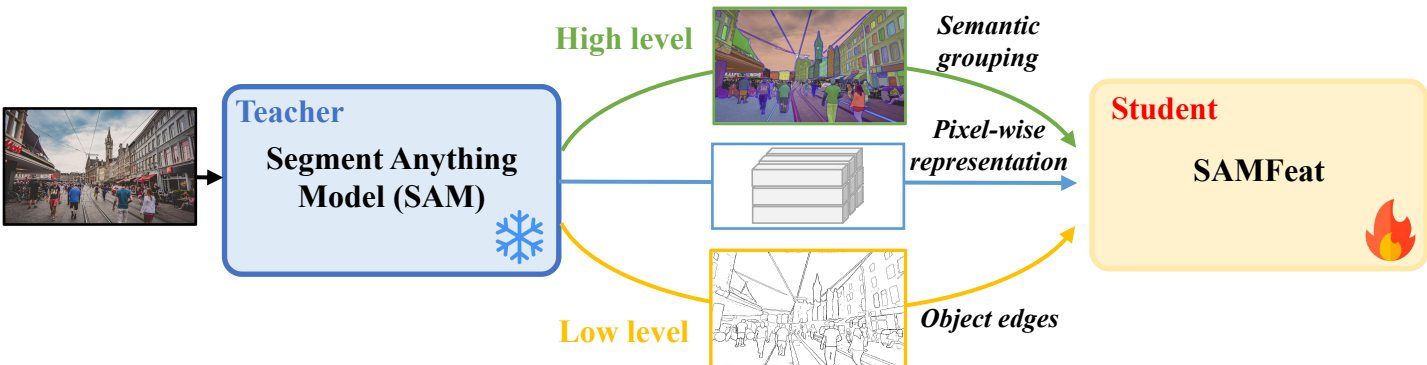 High level
Semantic
grouping
Teacher
Segment Anything
Model (SAM)
Pixel-wise
representation
Student
SAMFeat
Low level
Object edges